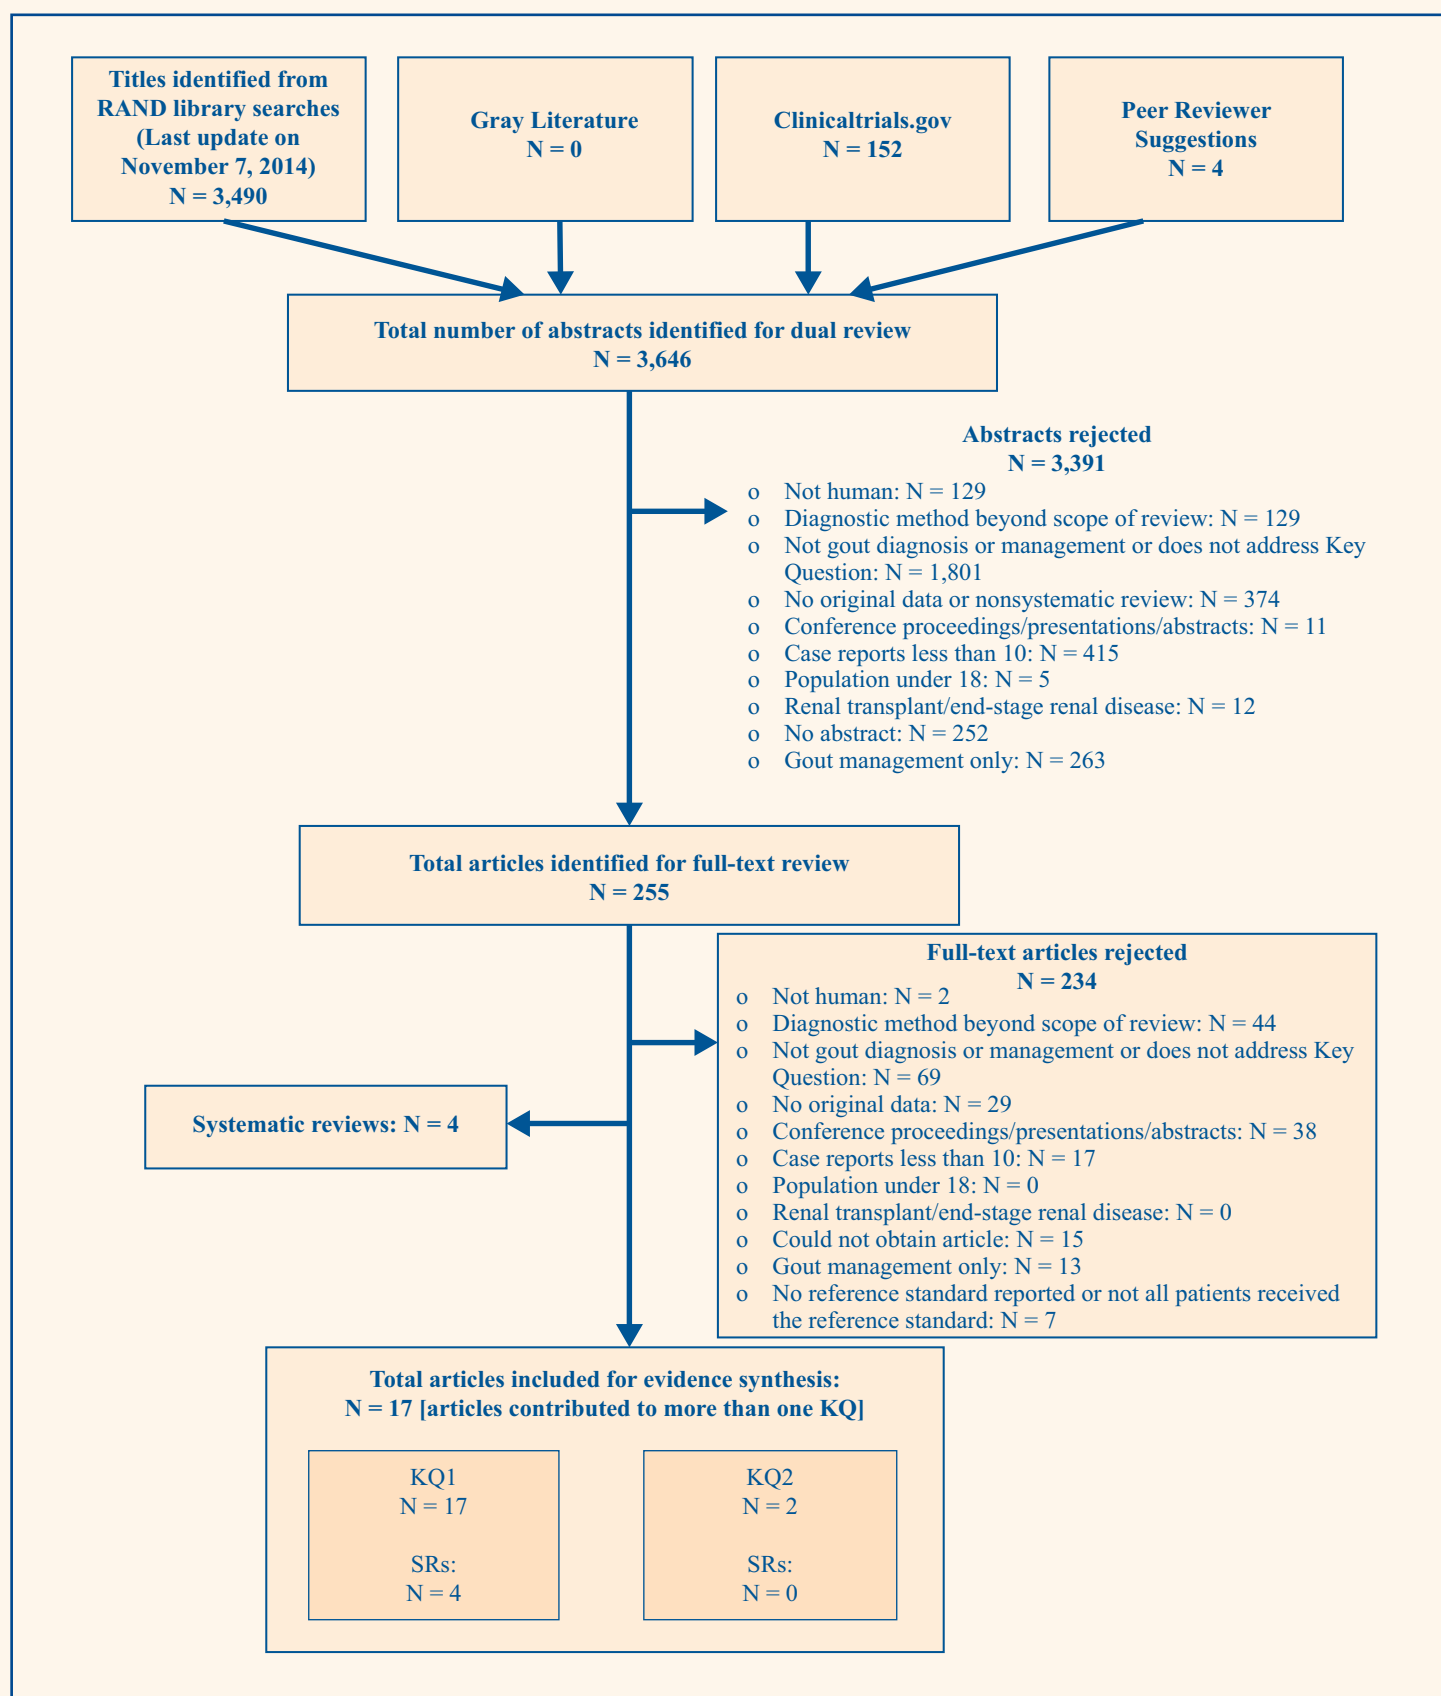 Titles identified from
RAND library searches
(Last update on
November 7, 2014)
N = 3,490
Gray Literature
N = 0
Clinicaltrials.gov
N = 152
Peer Reviewer
Suggestions
N = 4
Total number of abstracts identified for dual review
N = 3,646
Abstracts rejected
N = 3,391
o Not human: N = 129
o Diagnostic method beyond scope of review: N = 129
o Not gout diagnosis or management or does not address Key
Question: N = 1,801
o No original data or nonsystematic review: N = 374
o Conference proceedings/presentations/abstracts: N = 11
o Case reports less than 10: N = 415
o Population under 18: N = 5
o Renal transplant/end-stage renal disease: N = 12
o No abstract: N = 252
o Gout management only: N = 263
Total articles identified for full-text review
N = 255
Full-text articles rejected
N = 234
o Not human: N = 2
o Diagnostic method beyond scope of review: N = 44
o Not gout diagnosis or management or does not address Key
Question: N = 69
o No original data: N = 29
o Conference proceedings/presentations/abstracts: N = 38
o Case reports less than 10: N = 17
o Population under 18: N = 0
o Renal transplant/end-stage renal disease: N = 0
o Could not obtain article: N = 15
o Gout management only: N = 13
o No reference standard reported or not all patients received
the reference standard: N = 7
Systematic reviews: N = 4
Total articles included for evidence synthesis:
N = 17 [articles contributed to more than one KQ]
KQ1
N = 17
SRs:
N = 4
KQ2
N = 2
SRs:
N = 0